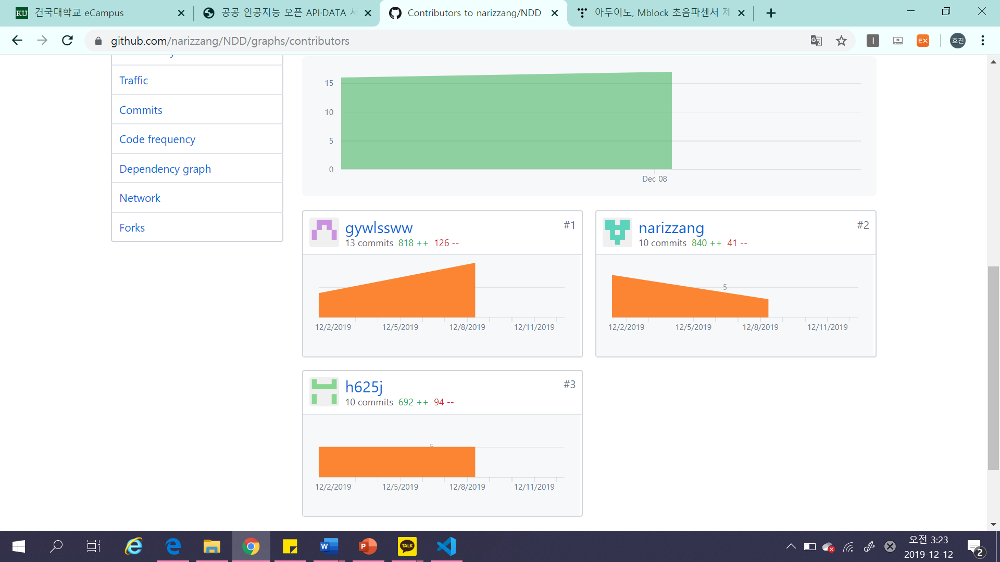 KU 건국대학교 eCampus
공공 인공지능 오픈 API·DATA 서
Contributors to narizzang/NDD
아두이노, Mblock 초음파센서 제
github.com/narizzang/NDD/graphs/contributors
I
N
EX
효진
Traffic
Commits
Code frequency
Dependency graph
Network
Forks
15
10
5
0
Dec 08
gywlssww
#1
13 commits 818 ++ 126 --
12/2/2019 12/5/2019 12/8/2019 12/11/2019
narizzang
#2
10 commits 840 ++ 41 --
5
12/2/2019 12/5/2019 12/8/2019 12/11/2019
h625j
#3
10 commits 692 ++ 94 --
5
12/2/2019 12/5/2019 12/8/2019 12/11/2019
W
P
TALK
오전 3:23
2019-12-12
2